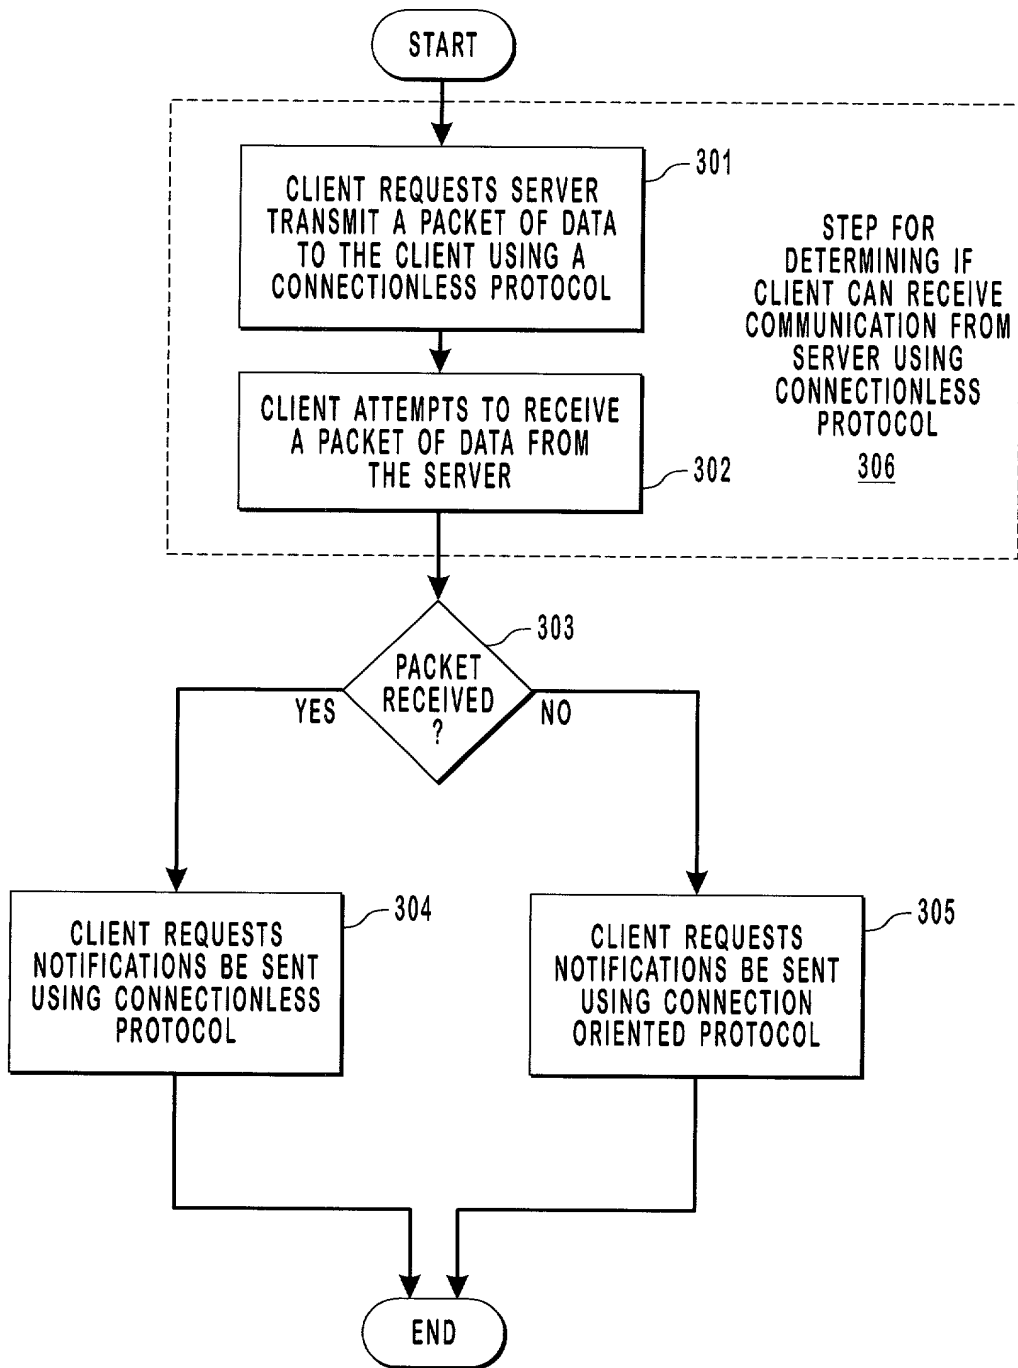 START
CLIENT REQUESTS SERVER
TRANSMIT A PACKET OF DATA
TO THE CLIENT USING A
CONNECTIONLESS PROTOCOL
301
STEP FOR
DETERMINING IF
CLIENT CAN RECEIVE
COMMUNICATION FROM
SERVER USING
CONNECTIONLESS
PROTOCOL
306
CLIENT ATTEMPTS TO RECEIVE
A PACKET OF DATA FROM
THE SERVER
302
PACKET
RECEIVED
?
303
YES
NO
CLIENT REQUESTS
NOTIFICATIONS BE SENT
USING CONNECTIONLESS
PROTOCOL
304
CLIENT REQUESTS
NOTIFICATIONS BE SENT
USING CONNECTION
ORIENTED PROTOCOL
305
END